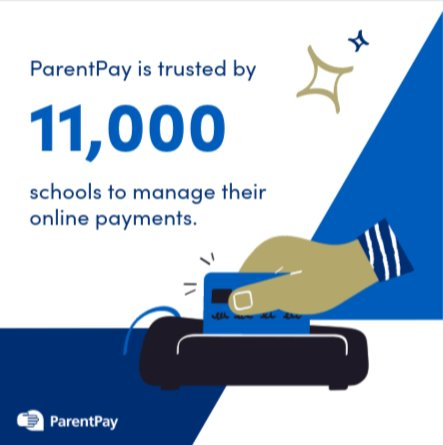 ParentPay is trusted by
11,000
schools to manage their
online payments.
ParentPay